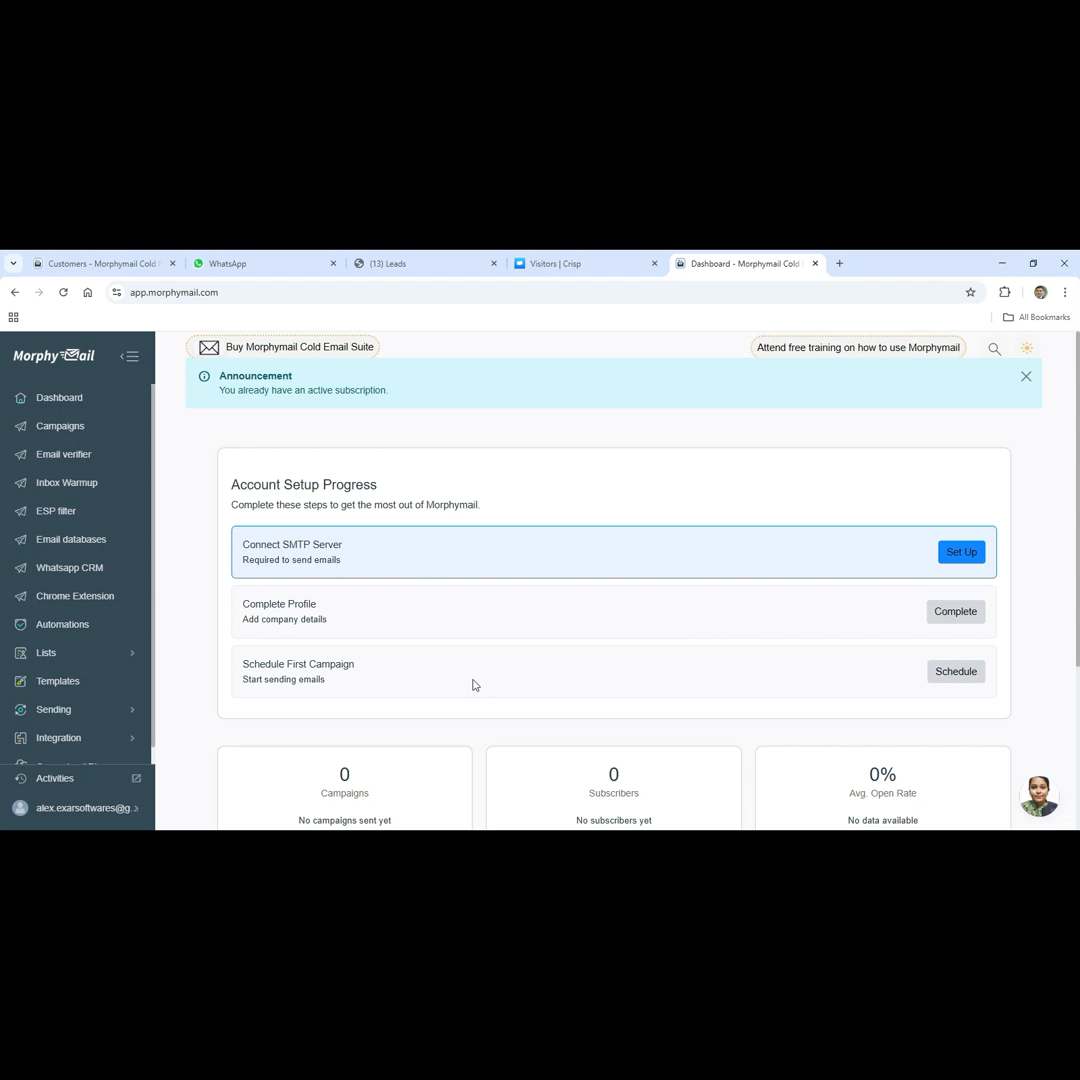 Customers - Morphymail Cold
WhatsApp
(13) Leads
Visitors | Crisp
Dashboard - Morphymail Cold
app.morphymail.com
All Bookmarks
Morphy Mail
Buy Morphymail Cold Email Suite
Attend free training on how to use Morphymail
Announcement
You already have an active subscription.
Dashboard
Campaigns
Email verifier
Inbox Warmup
ESP filter
Email databases
Whatsapp CRM
Chrome Extension
Automations
Lists
Templates
Sending
Integration
Activities
alex.exarsoftwares@g..
Account Setup Progress
Complete these steps to get the most out of Morphymail.
Connect SMTP Server
Required to send emails
Set Up
Complete Profile
Add company details
Complete
Schedule First Campaign
Start sending emails
Schedule
0
Campaigns
No campaigns sent yet
0
Subscribers
No subscribers yet
0%
Avg. Open Rate
No data available